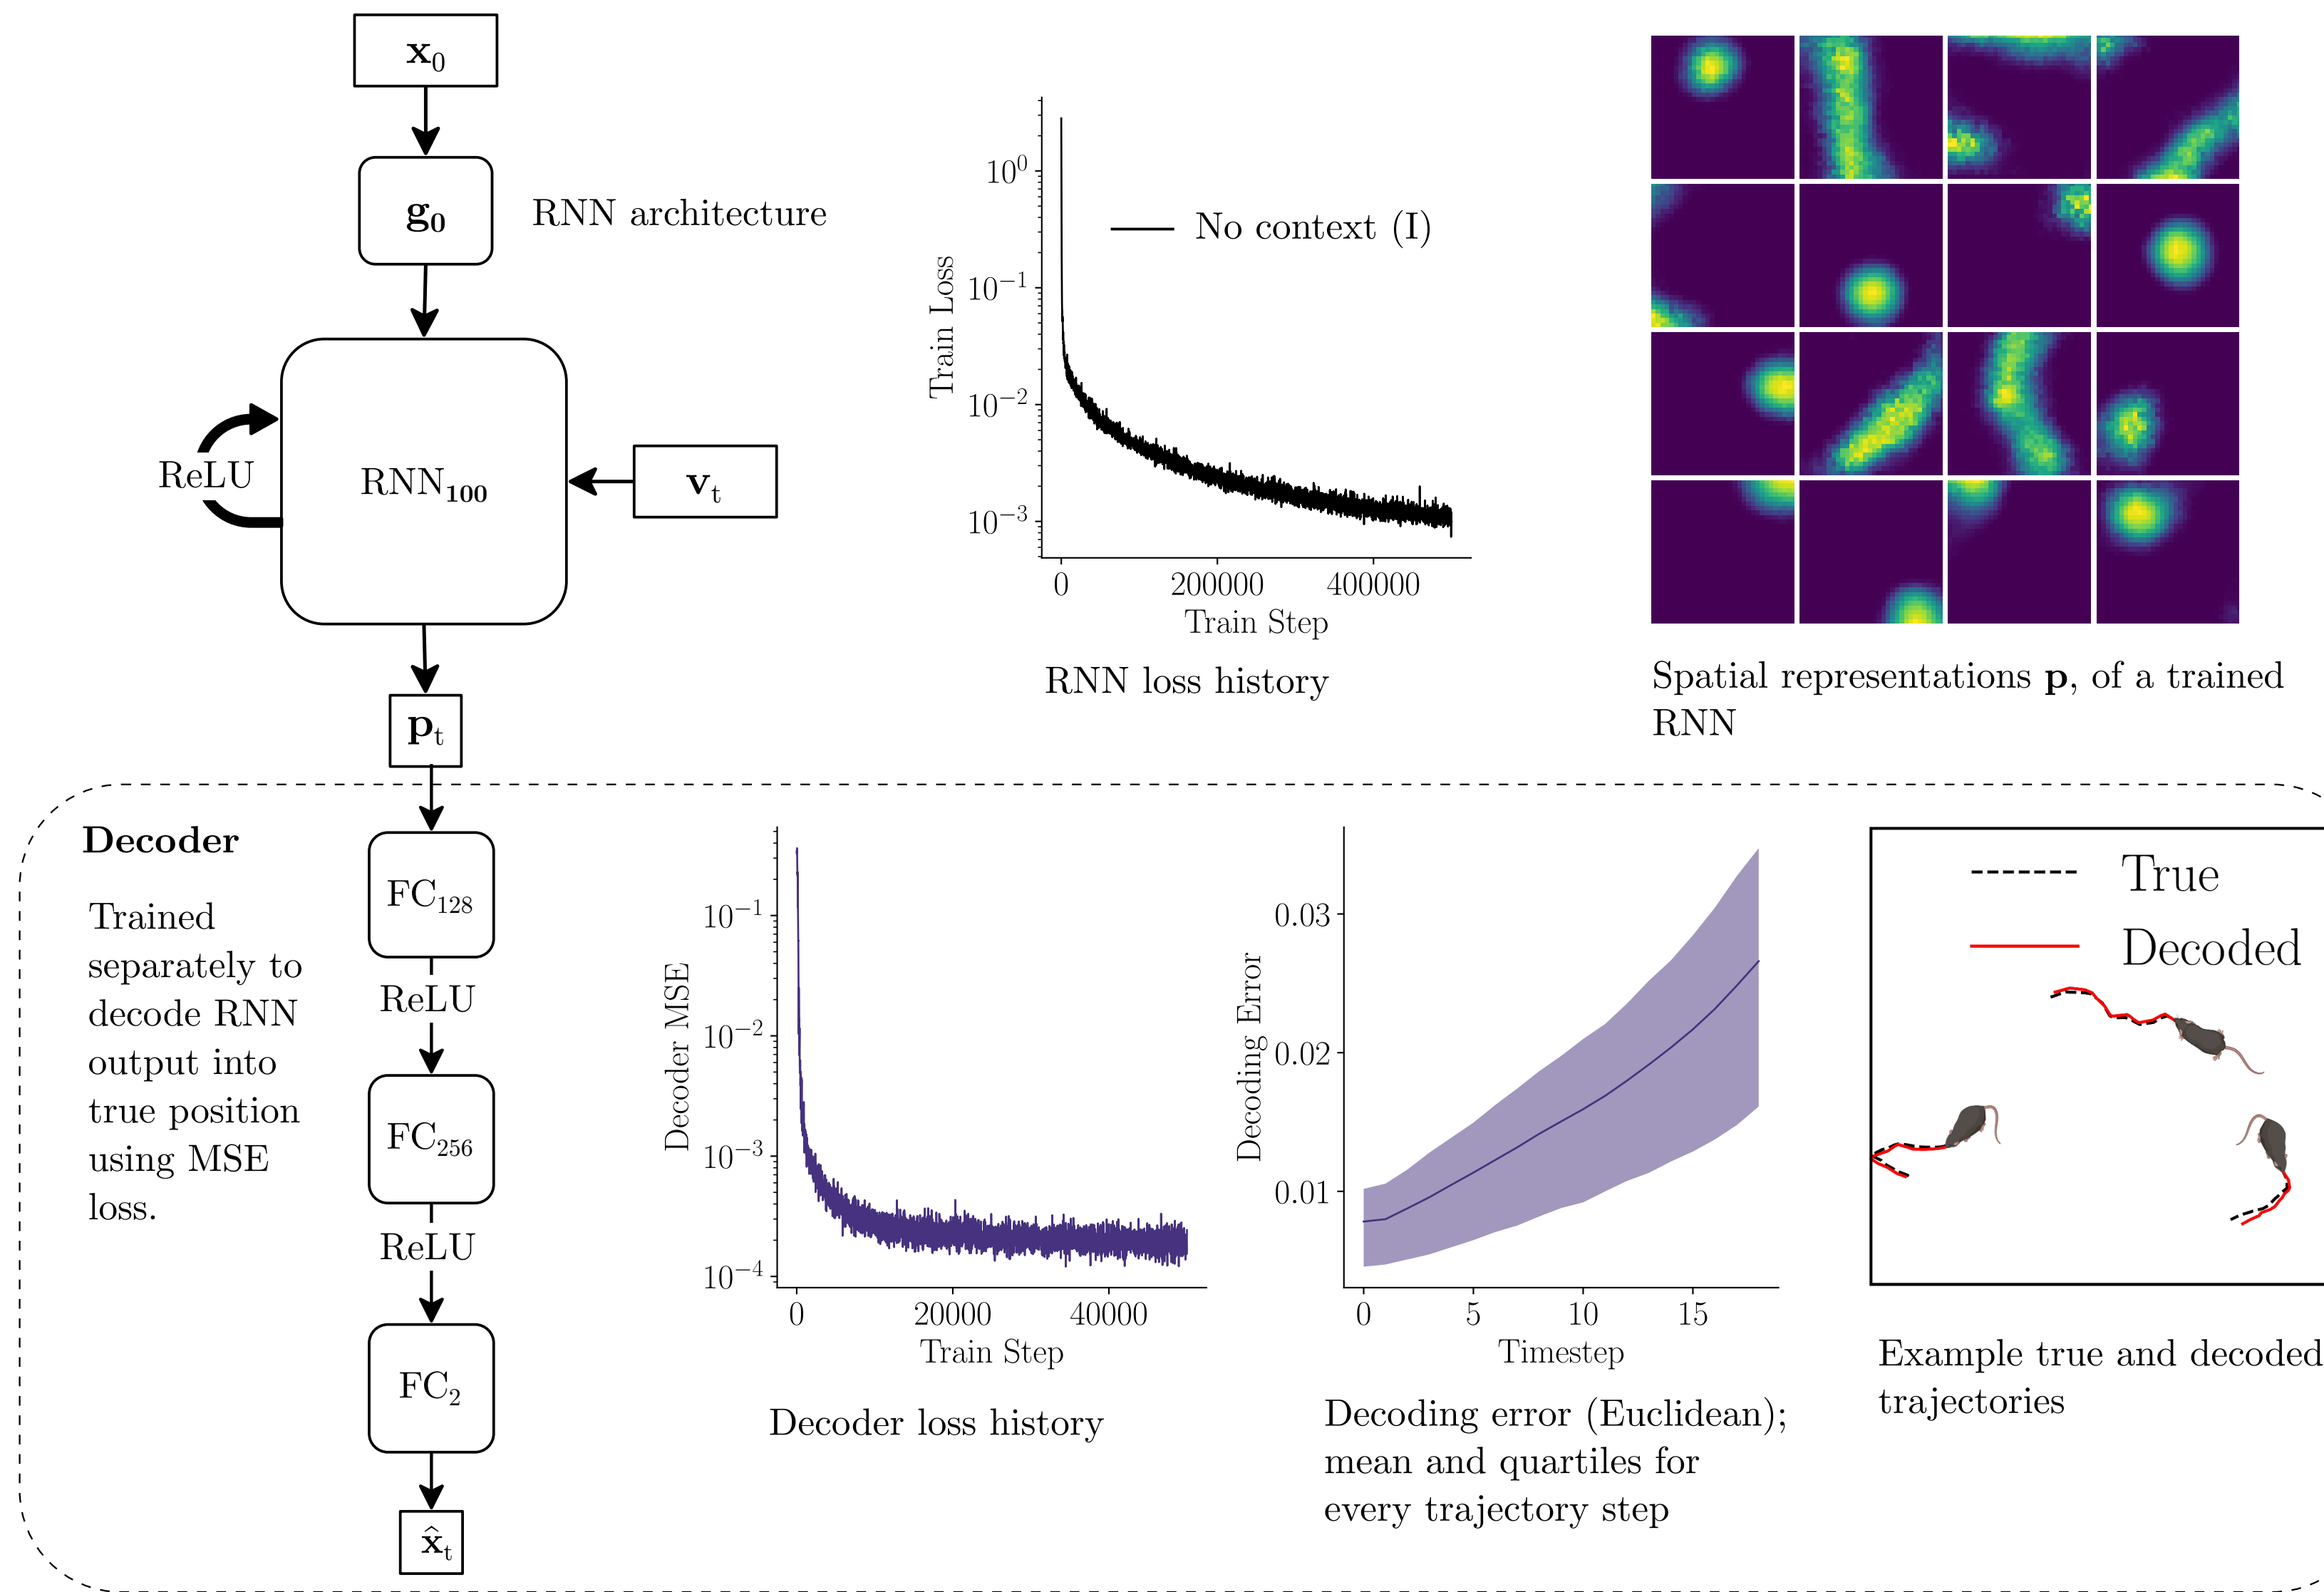 x₀
g₀
RNN architecture
ReLU
RNN₁₀₀
vₜ
pₜ
Train Loss
10⁰
10⁻¹
10⁻²
10⁻³
No context (I)
0 200000 400000
Train Step
RNN loss history
Spatial representations p, of a trained
RNN
Decoder
Trained
separately to
decode RNN
output into
true position
using MSE
loss.
FC₁₂₈
ReLU
FC₂₅₆
ReLU
FC₂
x̂ₜ
Decoder MSE
10⁻¹
10⁻²
10⁻³
10⁻⁴
0 20000 40000
Train Step
Decoder loss history
Decoding Error
0.03
0.02
0.01
0 5 10 15
Timestep
Decoding error (Euclidean);
mean and quartiles for
every trajectory step
True
Decoded
Example true and decoded
trajectories